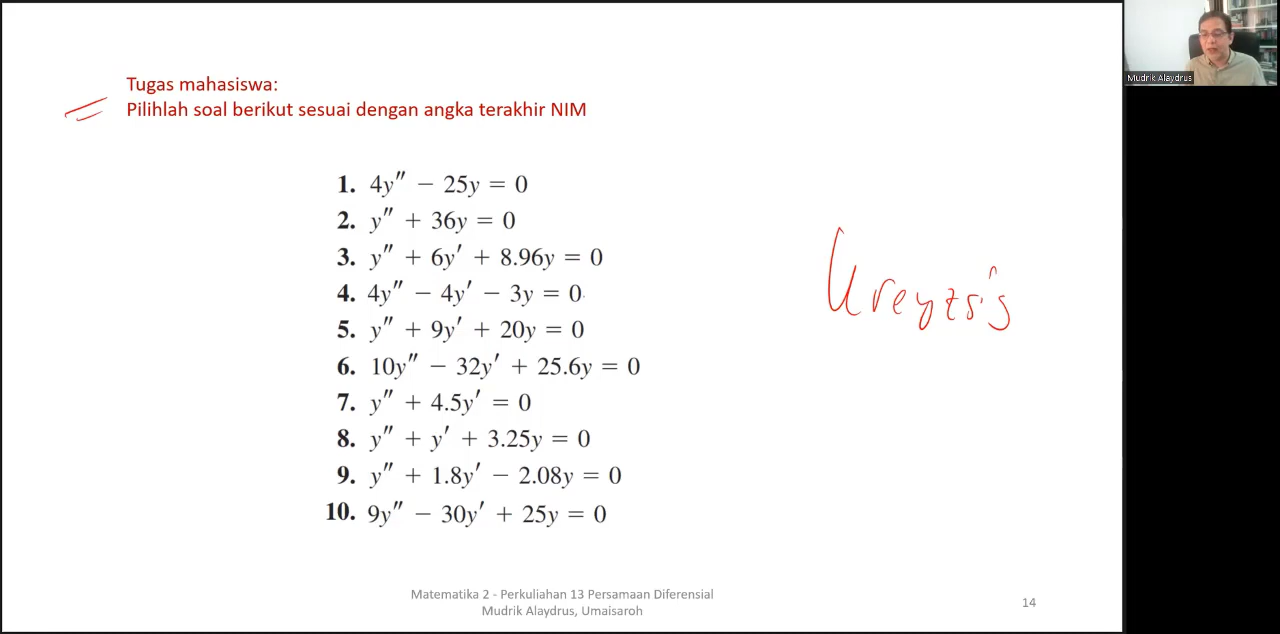 Tugas mahasiswa:
Pilihlah soal berikut sesuai dengan angka terakhir NIM
1. 4y″ − 25y = 0
2. y″ + 36y = 0
3. y″ + 6y′ + 8.96y = 0
4. 4y″ − 4y′ − 3y = 0
5. y″ + 9y′ + 20y = 0
6. 10y″ − 32y′ + 25.6y = 0
7. y″ + 4.5y′ = 0
8. y″ + y′ + 3.25y = 0
9. y″ + 1.8y′ − 2.08y = 0
10. 9y″ − 30y′ + 25y = 0
Matematika 2 - Perkuliahan 13 Persamaan Diferensial
Mudrik Alaydrus, Umaisaroh
14
Mudrik Alaydrus